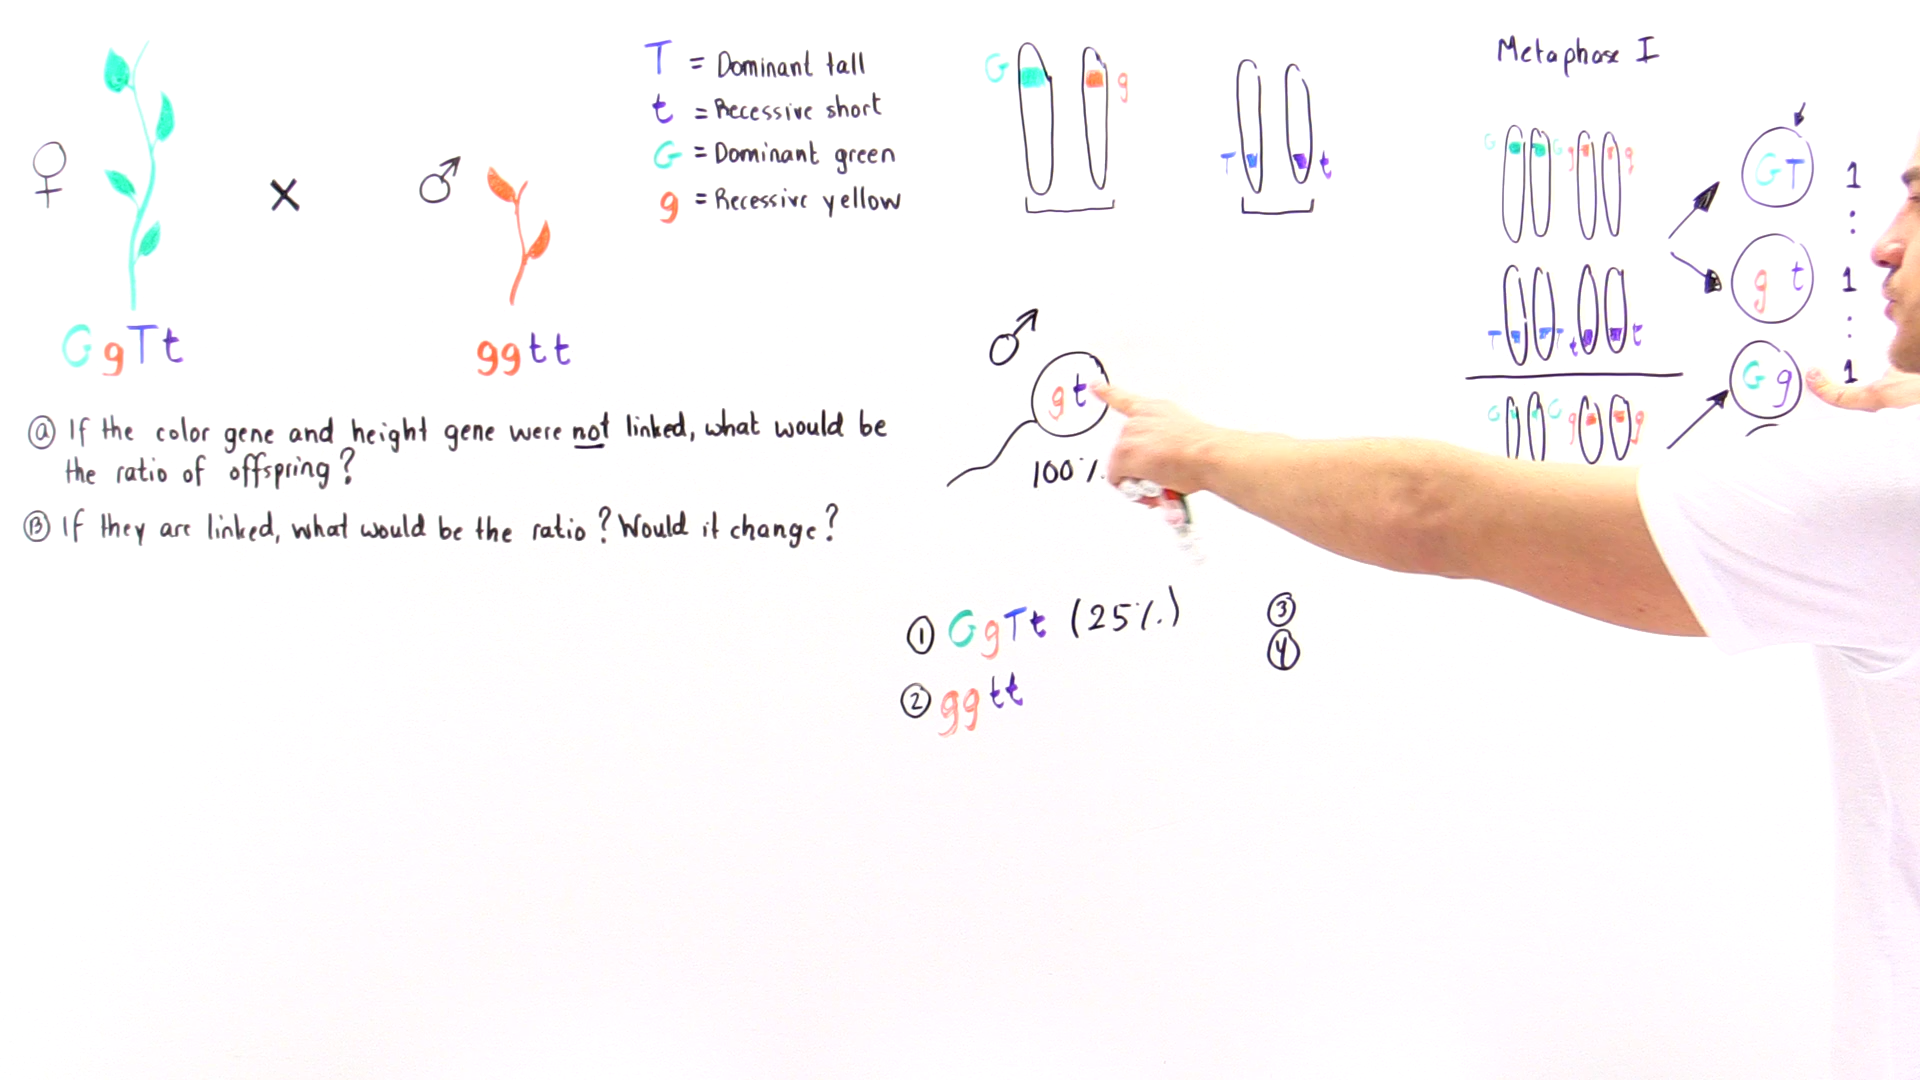 T = Dominant tall
t = Recessive short
G = Dominant green
g = Recessive yellow
♀
X
♂
GgTt
ggtt
ⓐ If the color gene and height gene were not linked, what would be
the ratio of offspring?
Ⓑ If they are linked, what would be the ratio? Would it change?
G g
T t
♂
gt
100%
① GgTt (25%.)
② ggtt
③
④
Metaphase I
G G g g
T T t t
G G g g
GT 1
:
g t 1
:
G g 1